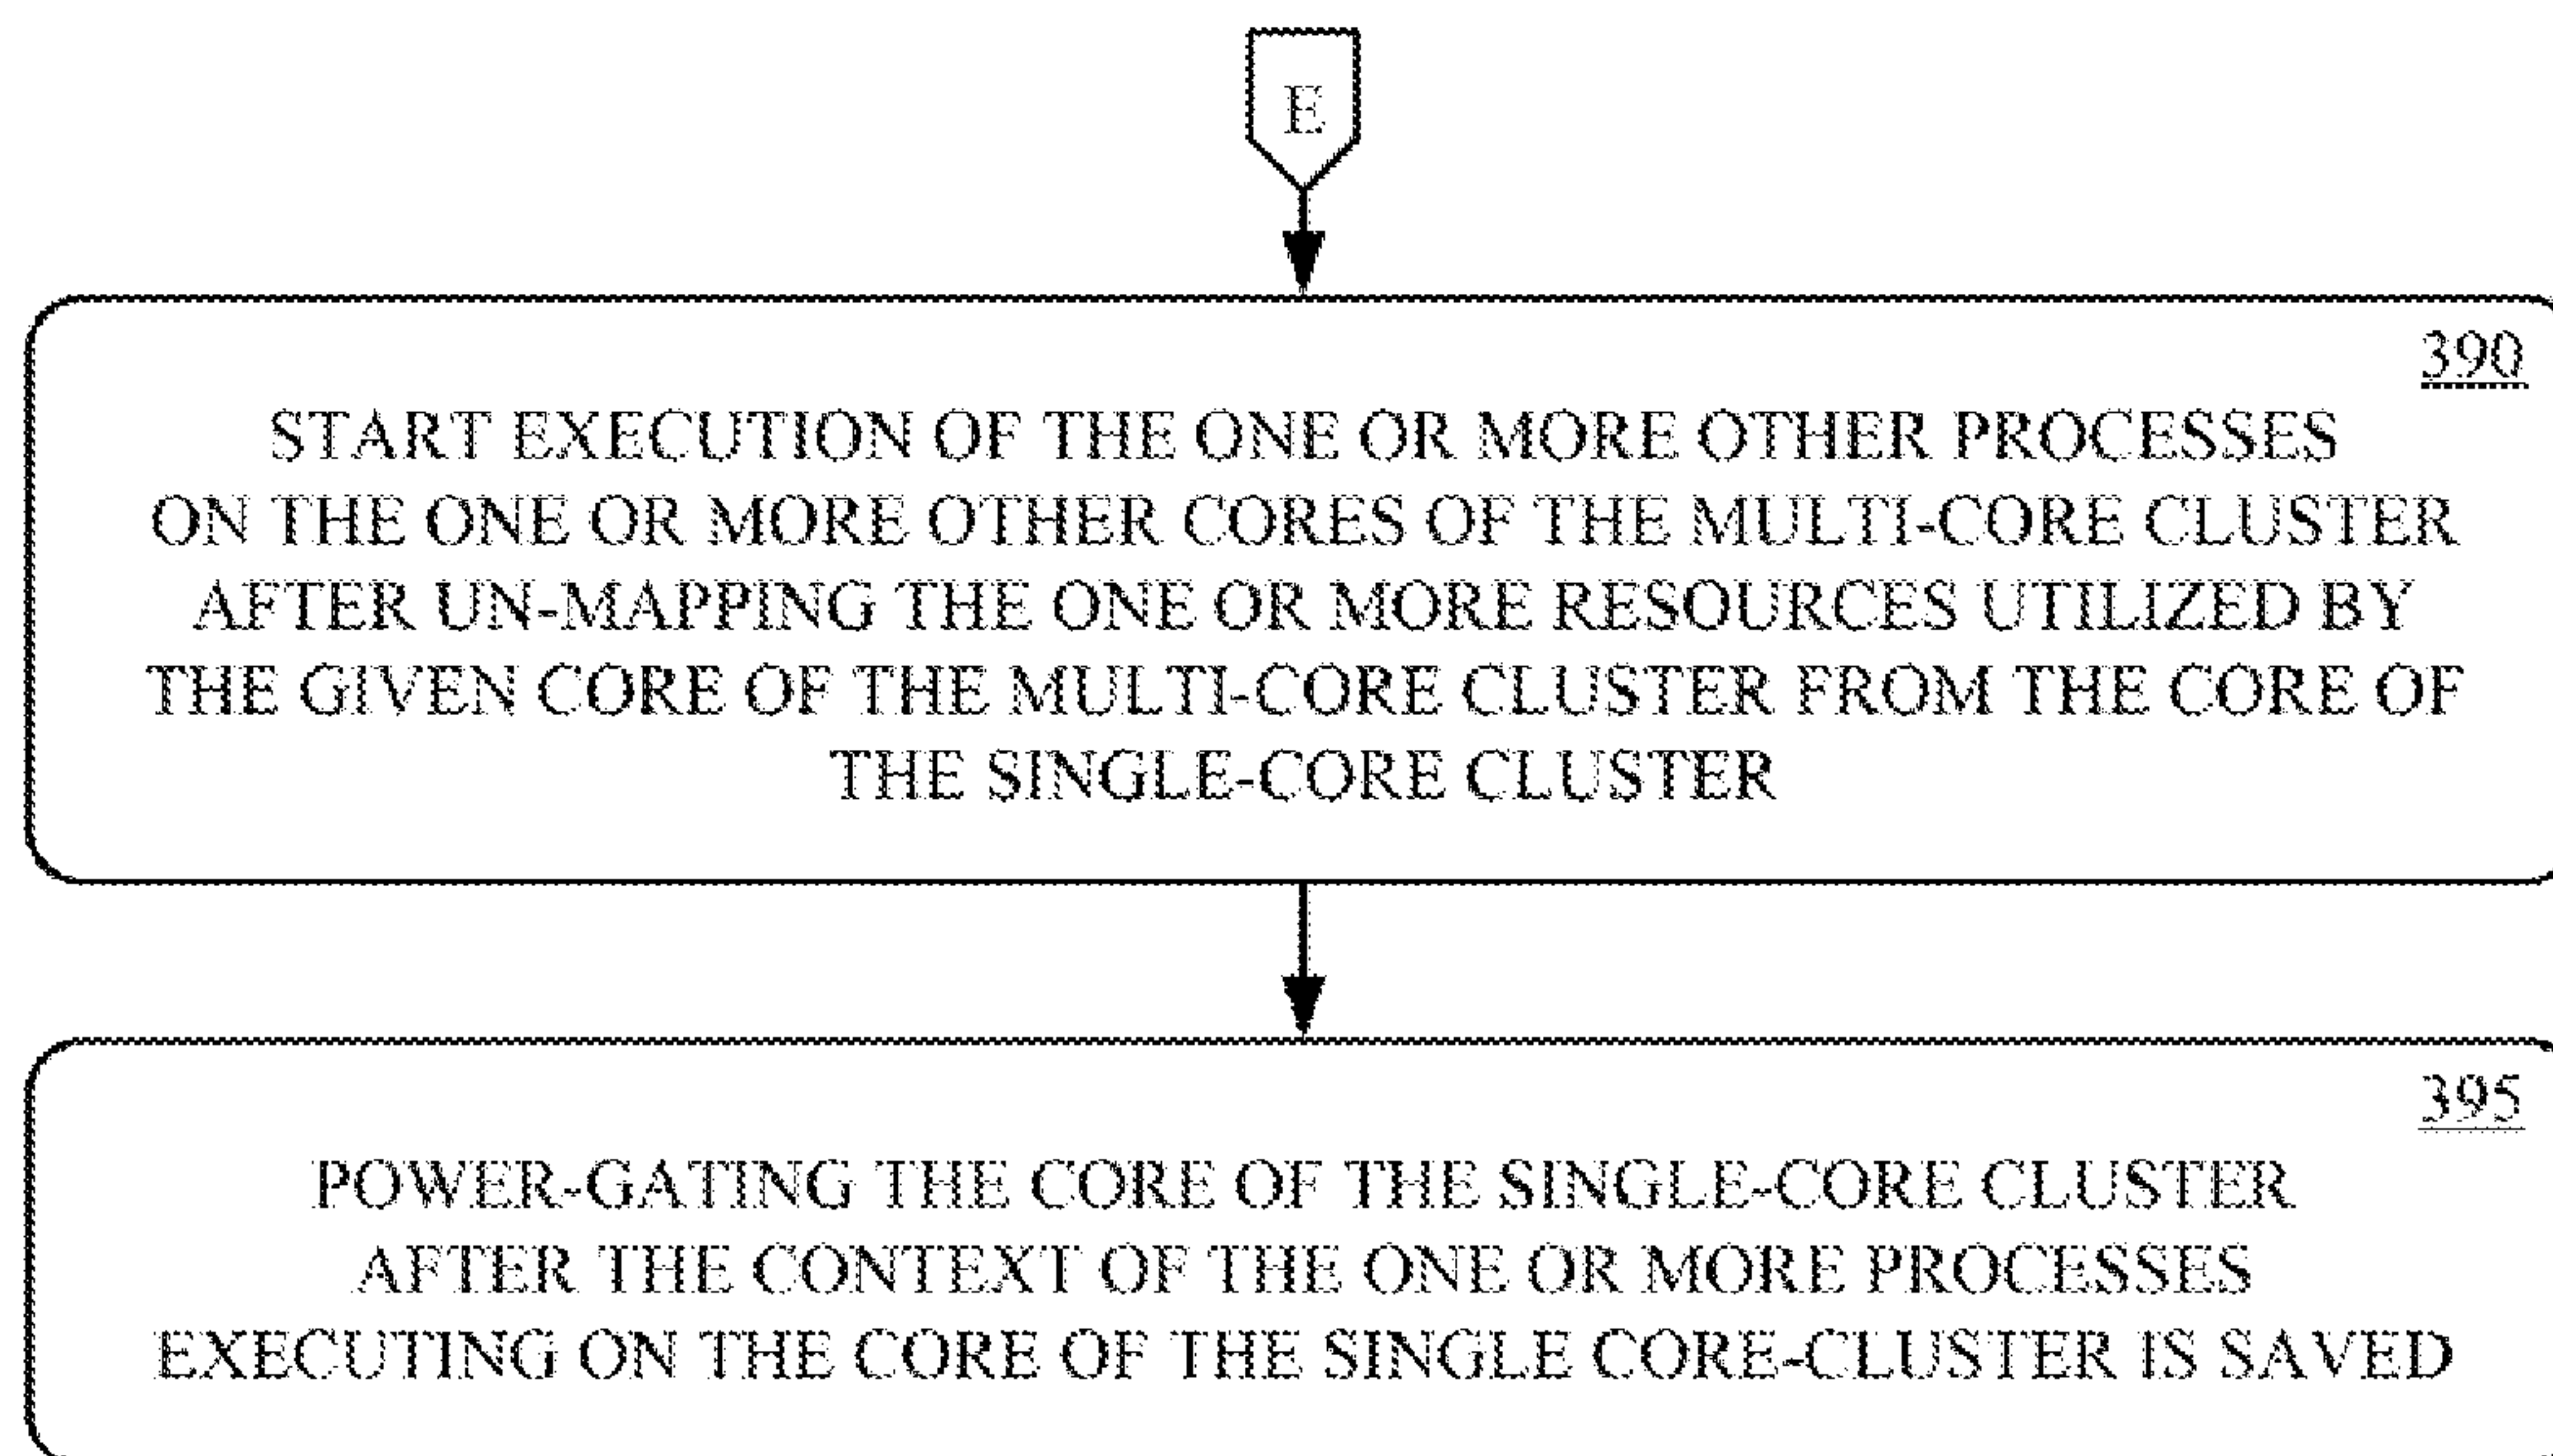 E
390
START EXECUTION OF THE ONE OR MORE OTHER PROCESSES
ON THE ONE OR MORE OTHER CORES OF THE MULTI-CORE CLUSTER
AFTER UN-MAPPING THE ONE OR MORE RESOURCES UTILIZED BY
THE GIVEN CORE OF THE MULTI-CORE CLUSTER FROM THE CORE OF
THE SINGLE-CORE CLUSTER
395
POWER-GATING THE CORE OF THE SINGLE-CORE CLUSTER
AFTER THE CONTEXT OF THE ONE OR MORE PROCESSES
EXECUTING ON THE CORE OF THE SINGLE CORE-CLUSTER IS SAVED